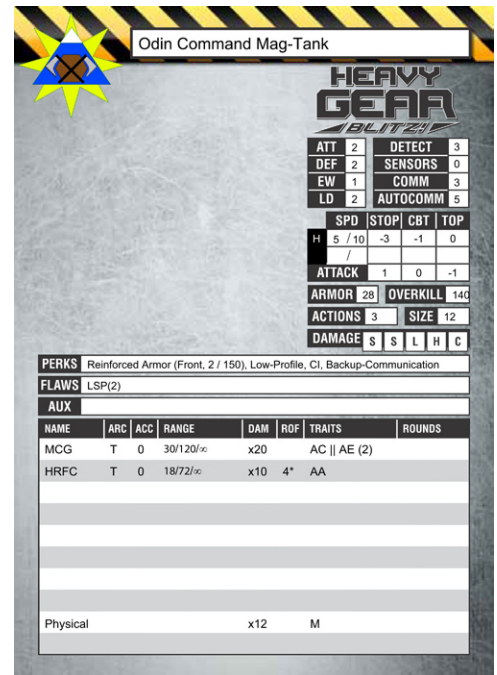 Odin Command Mag-Tank
HEAVY
GEAR
BLITZ!
ATT 2 DETECT 3
DEF 2 SENSORS 0
EW 1 COMM 3
LD 2 AUTOCOMM 5
SPD STOP CBT TOP
H 5 / 10 -3 -1 0
/
ATTACK 1 0 -1
ARMOR 28 OVERKILL 140
ACTIONS 3 SIZE 12
DAMAGE S S L H C
PERKS Reinforced Armor (Front, 2 / 150), Low-Profile, CI, Backup-Communication
FLAWS LSP(2)
AUX
NAME ARC ACC RANGE DAM ROF TRAITS ROUNDS
MCG T 0 30/120/∞ x20 AC || AE (2)
HRFC T 0 18/72/∞ x10 4* AA
Physical x12 M